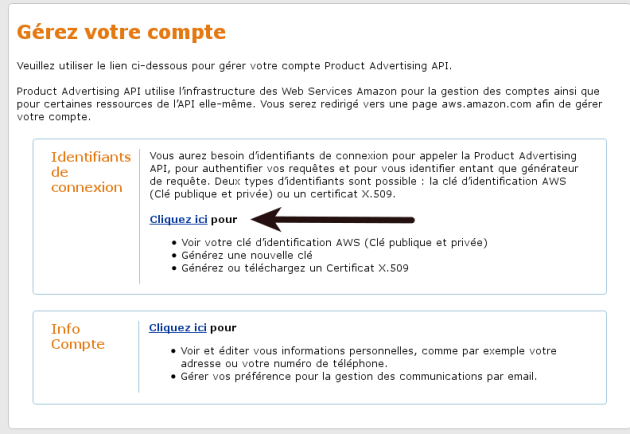 Gérez votre compte
Veuillez utiliser le lien ci-dessous pour gérer votre compte Product Advertising API.
Product Advertising API utilise l'infrastructure des Web Services Amazon pour la gestion des comptes ainsi que
pour certaines ressources de l'API elle-même. Vous serez redirigé vers une page aws.amazon.com afin de gérer
votre compte.
Identifiants
de
connexion
Vous aurez besoin d'identifiants de connexion pour appeler la Product Advertising
API, pour authentifier vos requêtes et pour vous identifier entant que générateur
de requête. Deux types d'identifiants sont possible : la clé d'identification AWS
(Clé publique et privée) ou un certificat X.509.
Cliquez ici pour
• Voir votre clé d'identification AWS (Clé publique et privée)
• Générez une nouvelle clé
• Générez ou téléchargez un Certificat X.509
Info
Compte
Cliquez ici pour
• Voir et éditer vous informations personnelles, comme par exemple votre
adresse ou votre numéro de téléphone.
• Gérer vos préférence pour la gestion des communications par email.